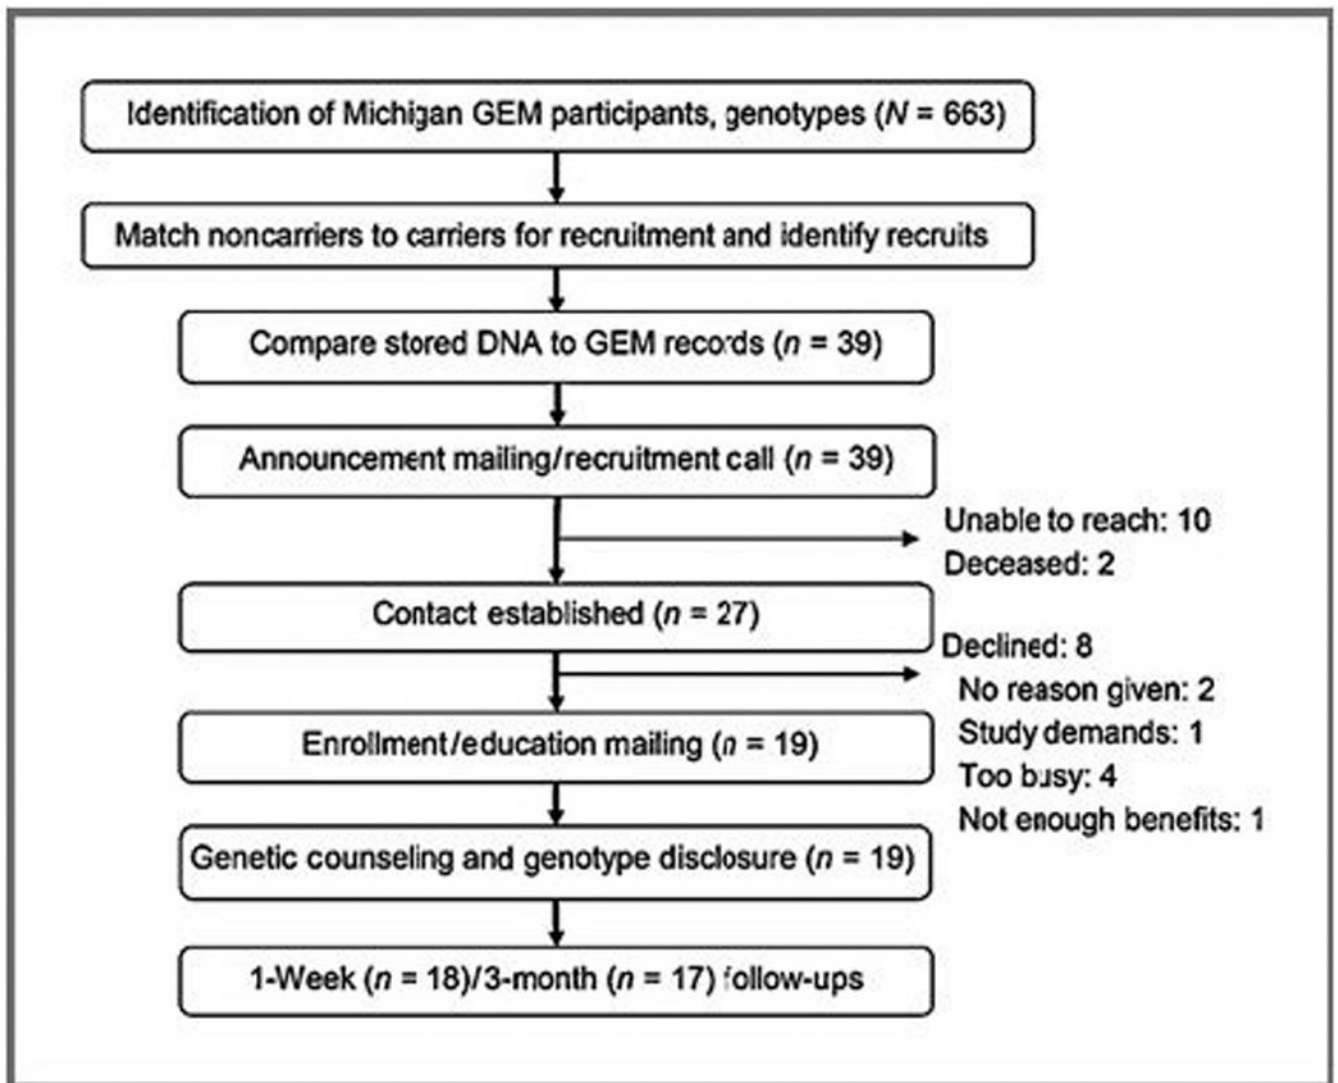 Identification of Michigan GEM participants, genotypes (N = 663)
Match noncarriers to carriers for recruitment and identify recruits
Compare stored DNA to GEM records (n = 39)
Announcement mailing/recruitment call (n = 39)
Unable to reach: 10
Deceased: 2
Contact established (n = 27)
Declined: 8
No reason given: 2
Study demands: 1
Too busy: 4
Not enough benefits: 1
Enrollment/education mailing (n = 19)
Genetic counseling and genotype disclosure (n = 19)
1-Week (n = 18)/3-month (n = 17) follow-ups